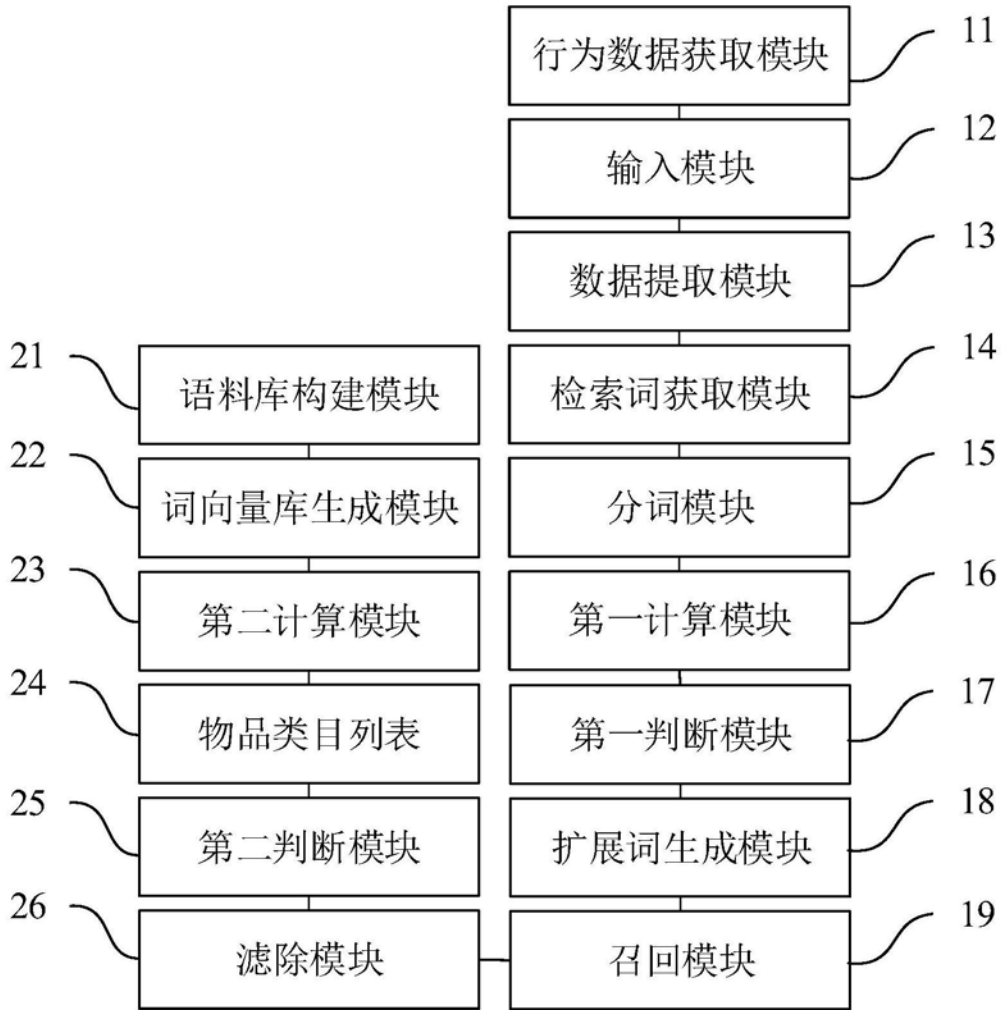 行为数据获取模块
11
输入模块
12
数据提取模块
13
21
语料库构建模块
检索词获取模块
14
22
词向量库生成模块
分词模块
15
23
第二计算模块
第一计算模块
16
24
物品类目列表
第一判断模块
17
25
第二判断模块
扩展词生成模块
18
26
滤除模块
召回模块
19